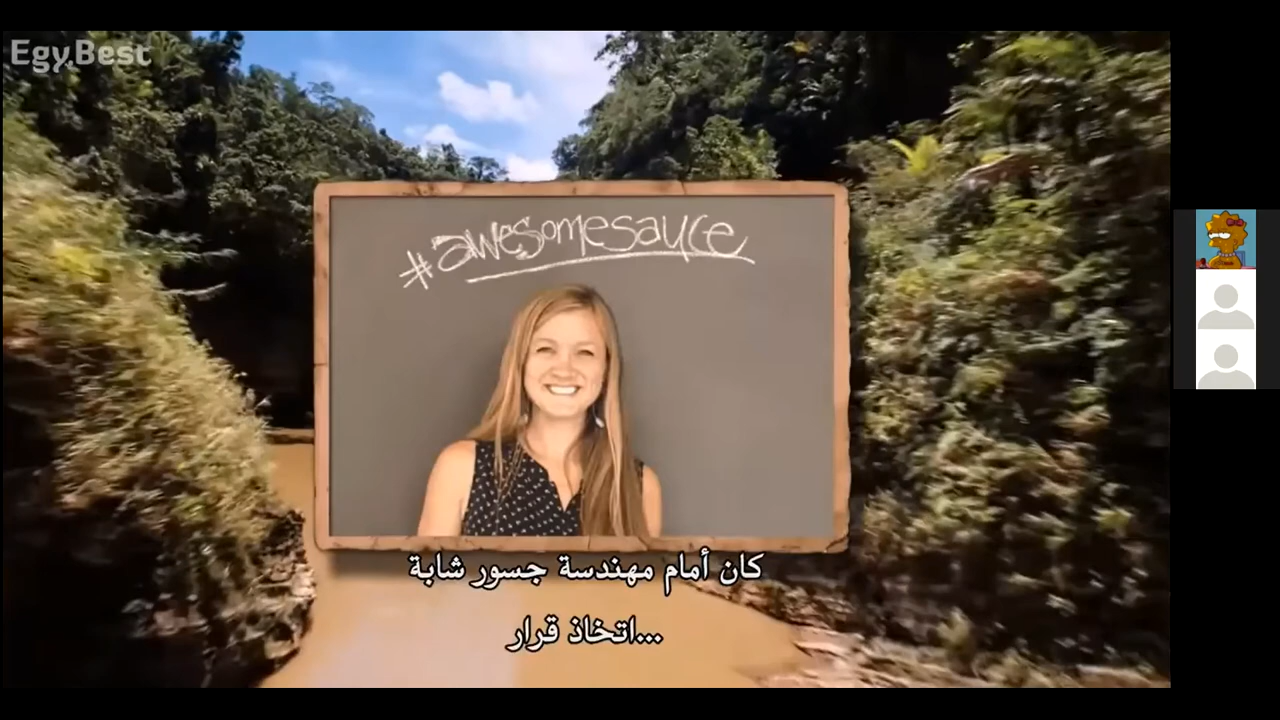 EgyBest
#awesomesauce
كان أمام مهندسة جسور شابة
...اتخاذ قرار